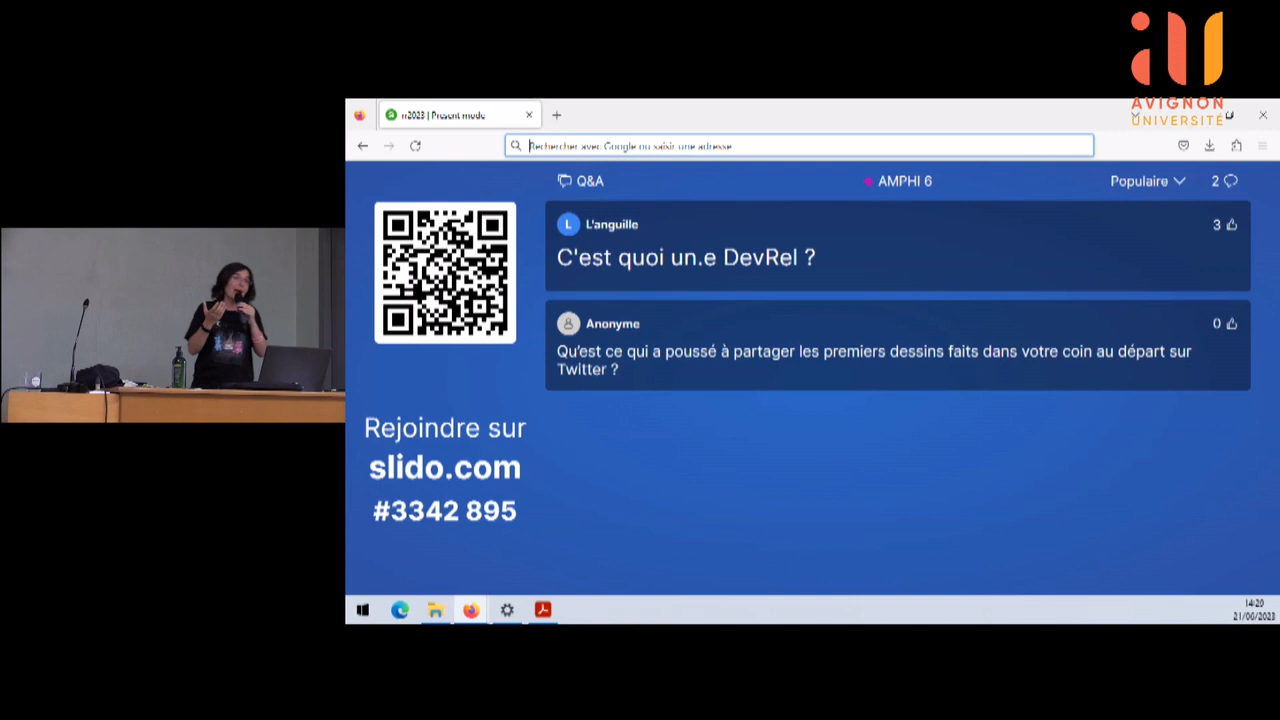 AVIGNON
UNIVERSITÉ
rr2023 | Present mode
Rechercher avec Google ou saisir une adresse
Q&A
AMPHI 6
Populaire
2
L
L'anguille
3
C'est quoi un.e DevRel ?
Anonyme
0
Qu'est ce qui a poussé à partager les premiers dessins faits dans votre coin au départ sur
Twitter ?
Rejoindre sur
slido.com
#3342 895
14:29
21/06/2023